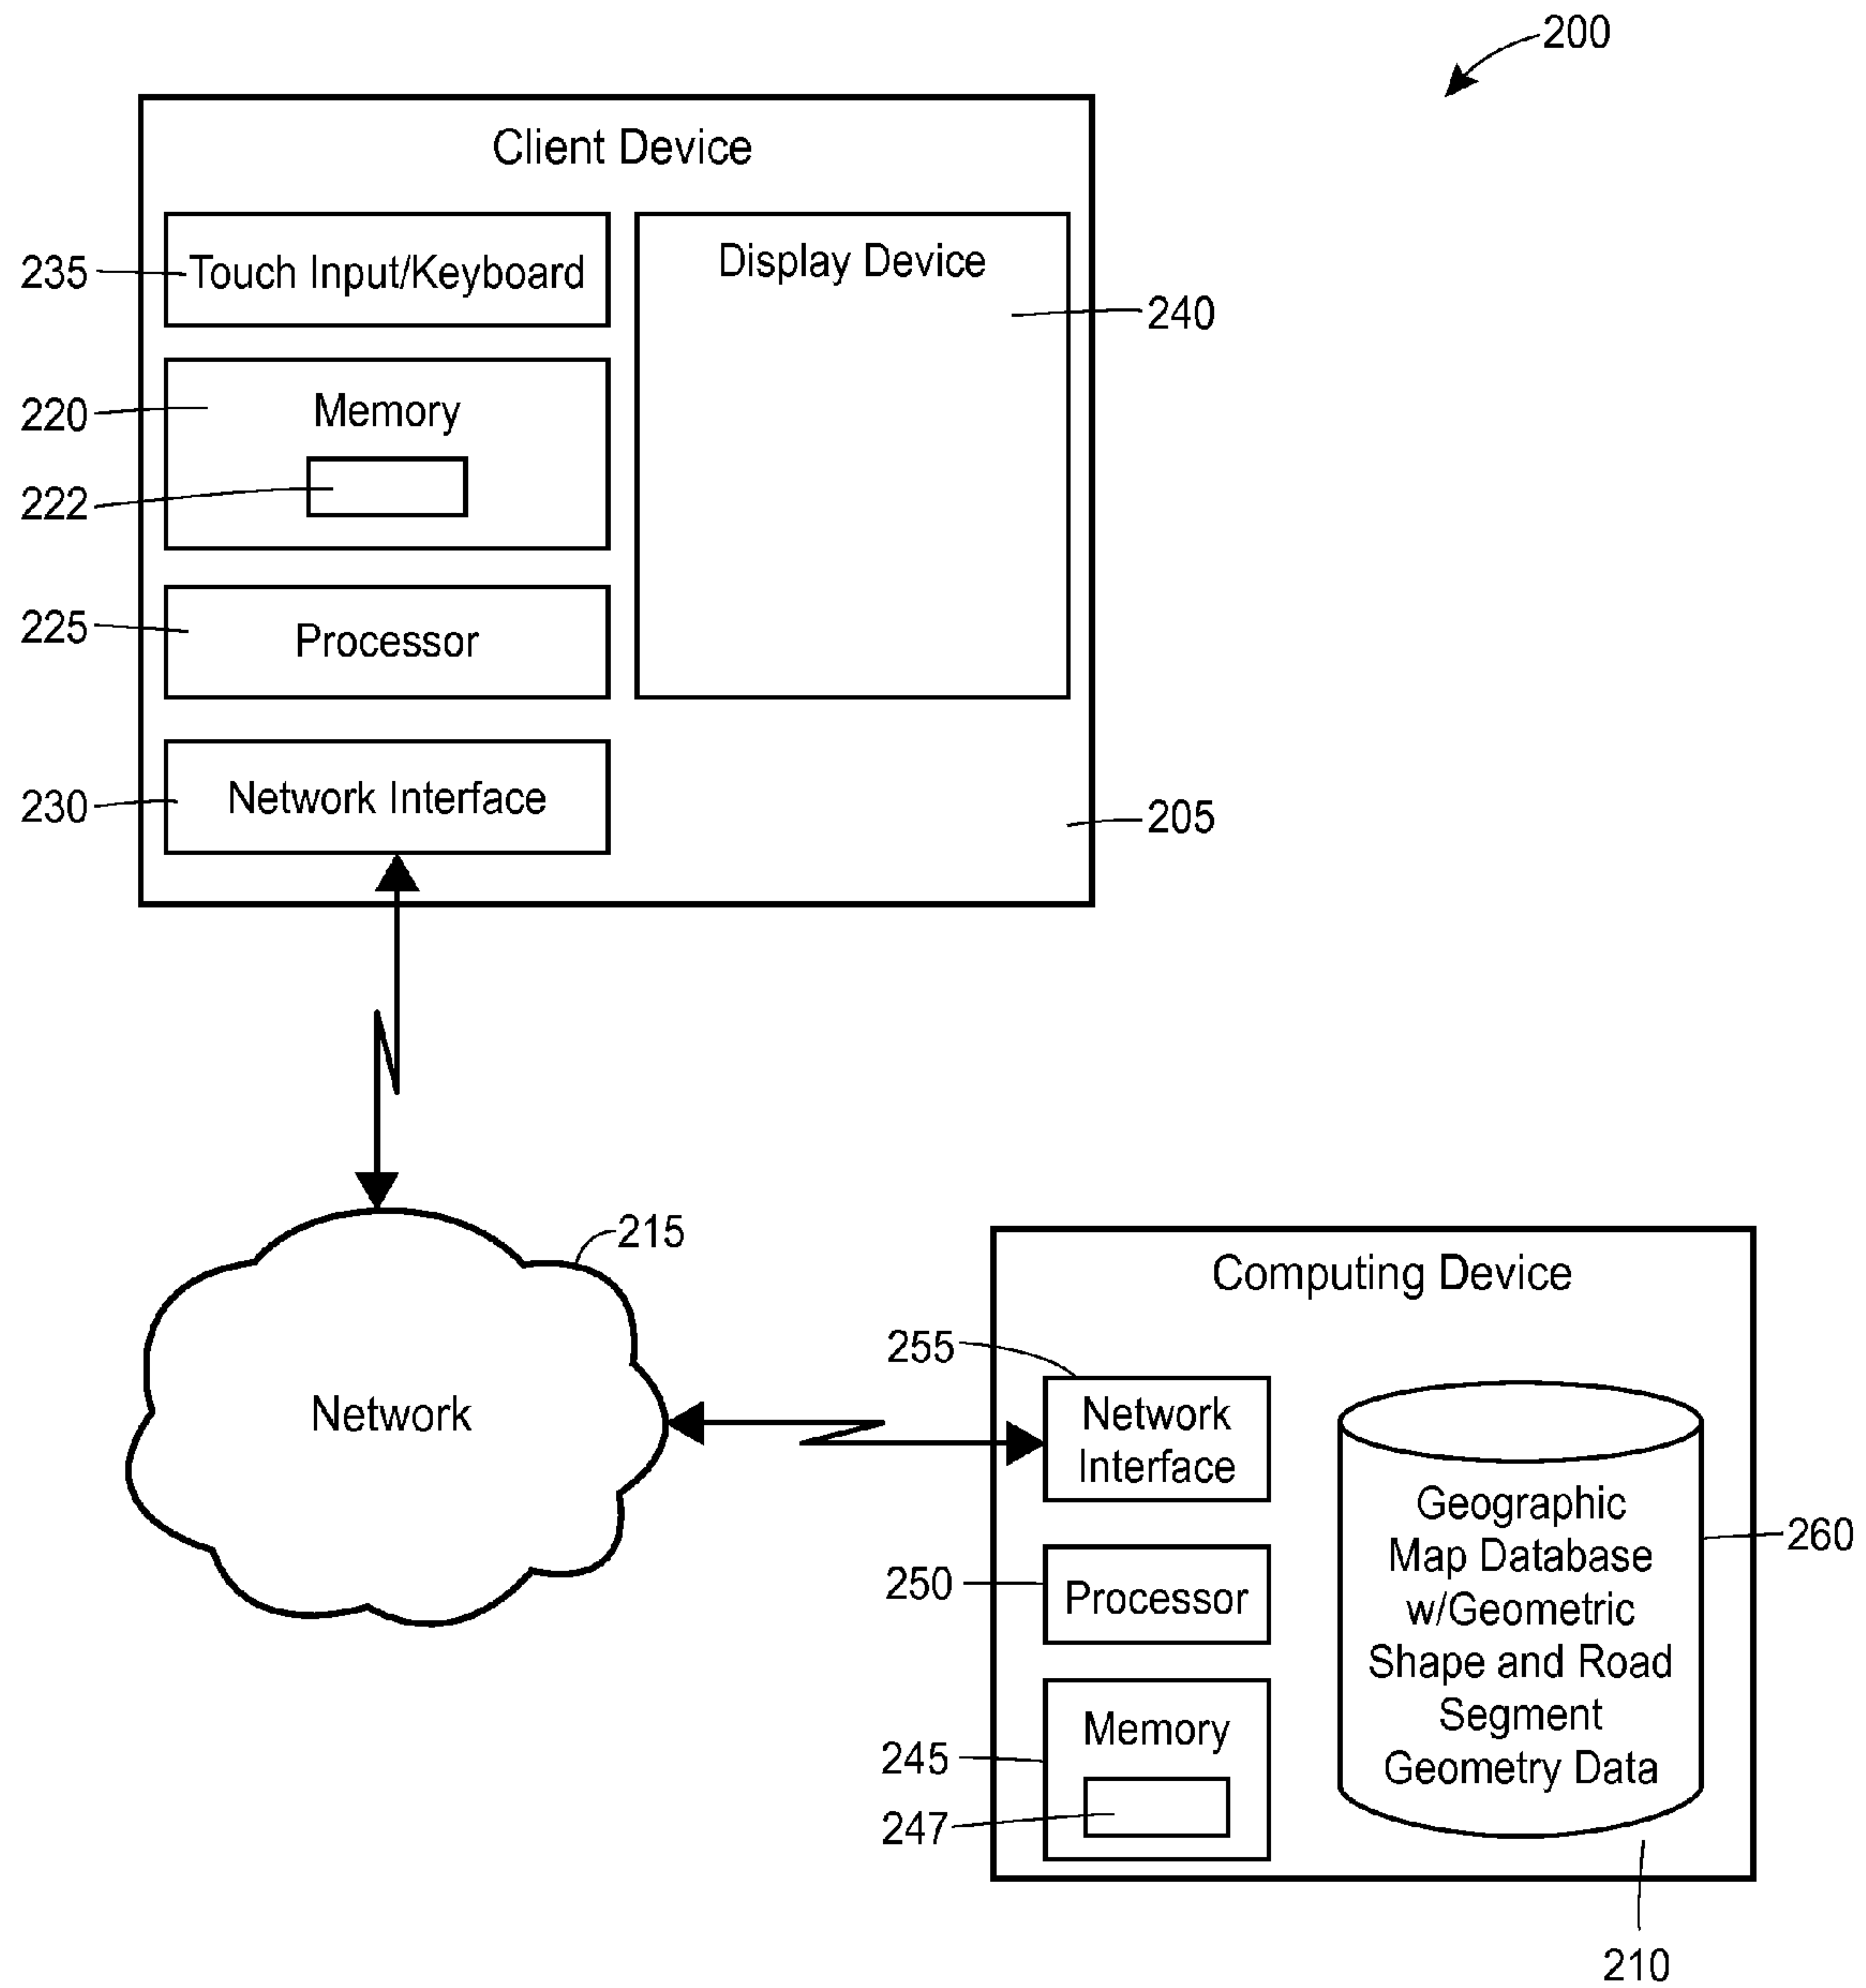 200
Client Device
235
Touch Input/Keyboard
Display Device
240
220
Memory
222
225
Processor
230
Network Interface
205
215
Network
Computing Device
255
Network
Interface
250
Processor
245
Memory
247
Geographic
Map Database
w/Geometric
Shape and Road
Segment
Geometry Data
260
210